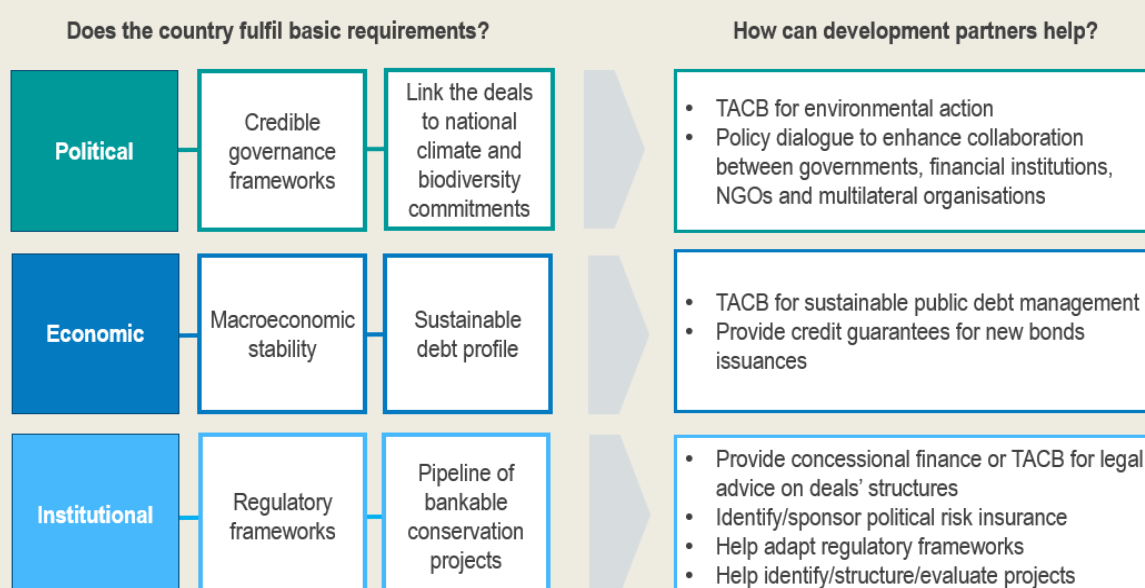 Does the country fulfil basic requirements?
How can development partners help?
Political
Credible
governance
frameworks
Link the deals
to national
climate and
biodiversity
commitments
• TACB for environmental action
• Policy dialogue to enhance collaboration
between governments, financial institutions,
NGOs and multilateral organisations
Economic
Macroeconomic
stability
Sustainable
debt profile
• TACB for sustainable public debt management
• Provide credit guarantees for new bonds
issuances
Institutional
Regulatory
frameworks
Pipeline of
bankable
conservation
projects
• Provide concessional finance or TACB for legal
advice on deals’ structures
• Identify/sponsor political risk insurance
• Help adapt regulatory frameworks
• Help identify/structure/evaluate projects